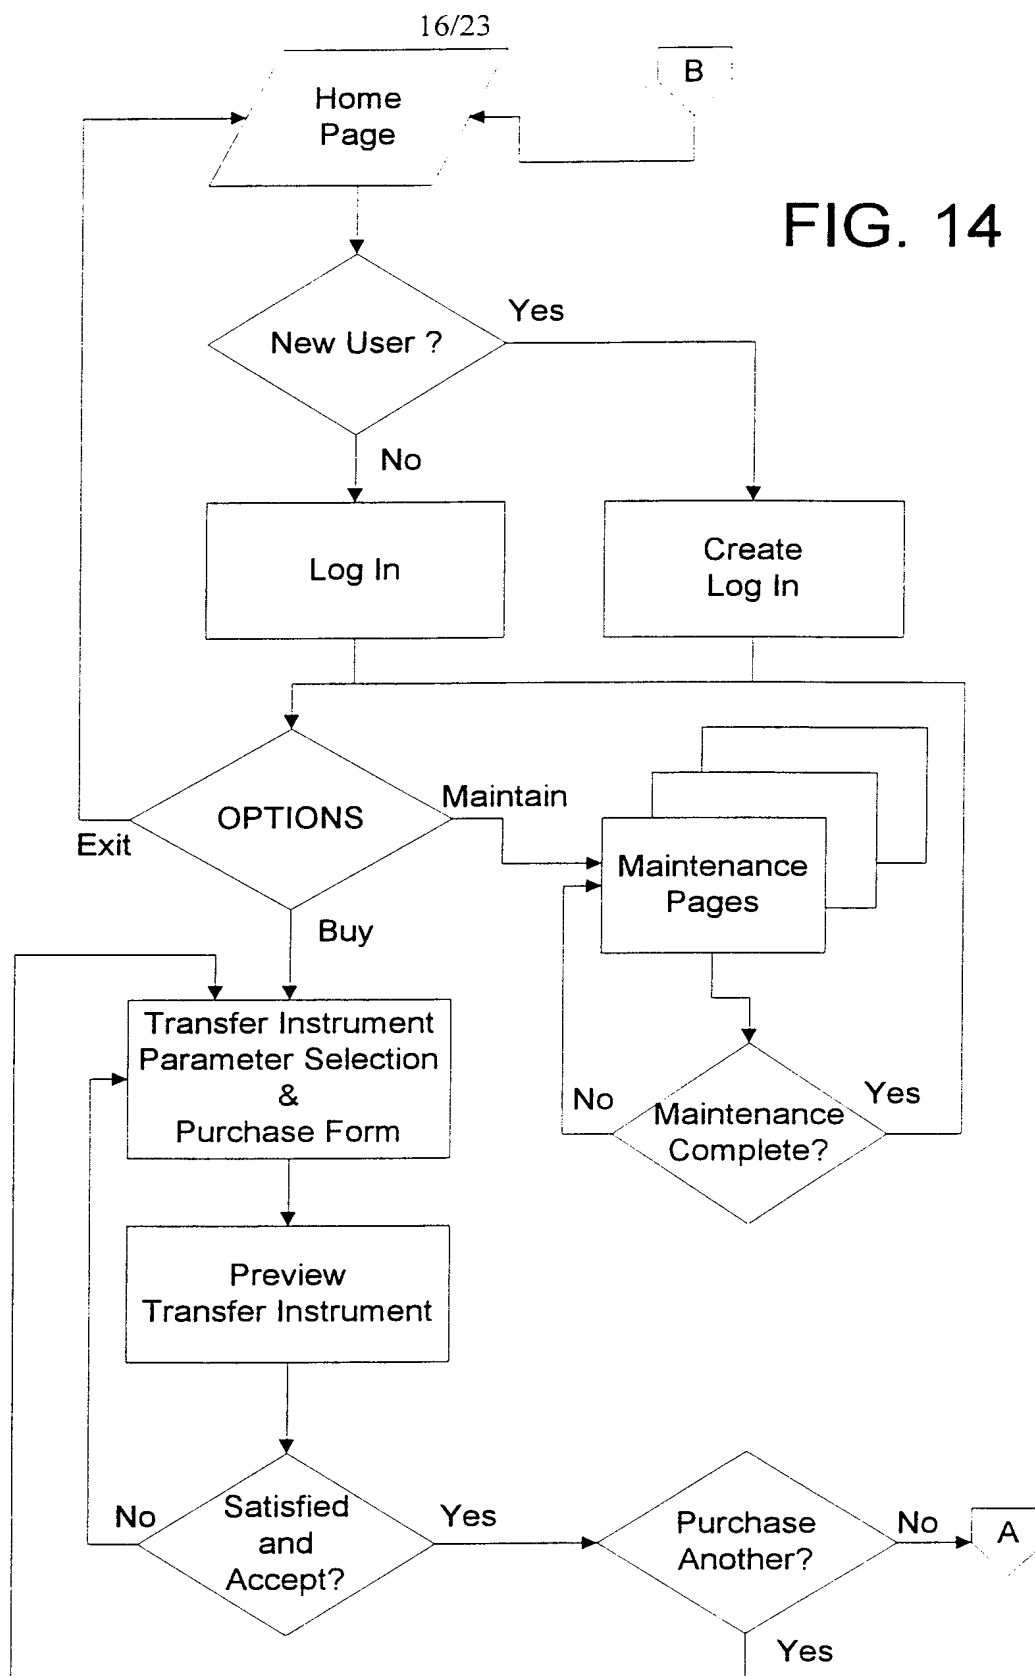 16/23
B
Home
Page
FIG. 14
Yes
New User ?
No
Log In
Create
Log In
Maintain
OPTIONS
Exit
Maintenance
Pages
Buy
Transfer Instrument
Parameter Selection
&
Purchase Form
No
Yes
Maintenance
Complete?
Preview
Transfer Instrument
No
Satisfied
and
Accept?
Yes
Purchase
Another?
No
A
Yes